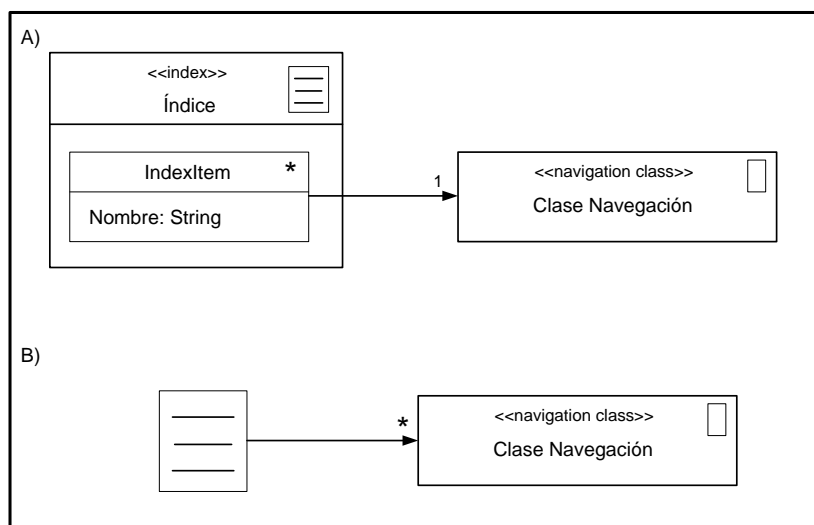 A)
<<index>>
Índice
IndexItem *
Nombre: String
1
<<navigation class>>
Clase Navegación
B)
*
<<navigation class>>
Clase Navegación